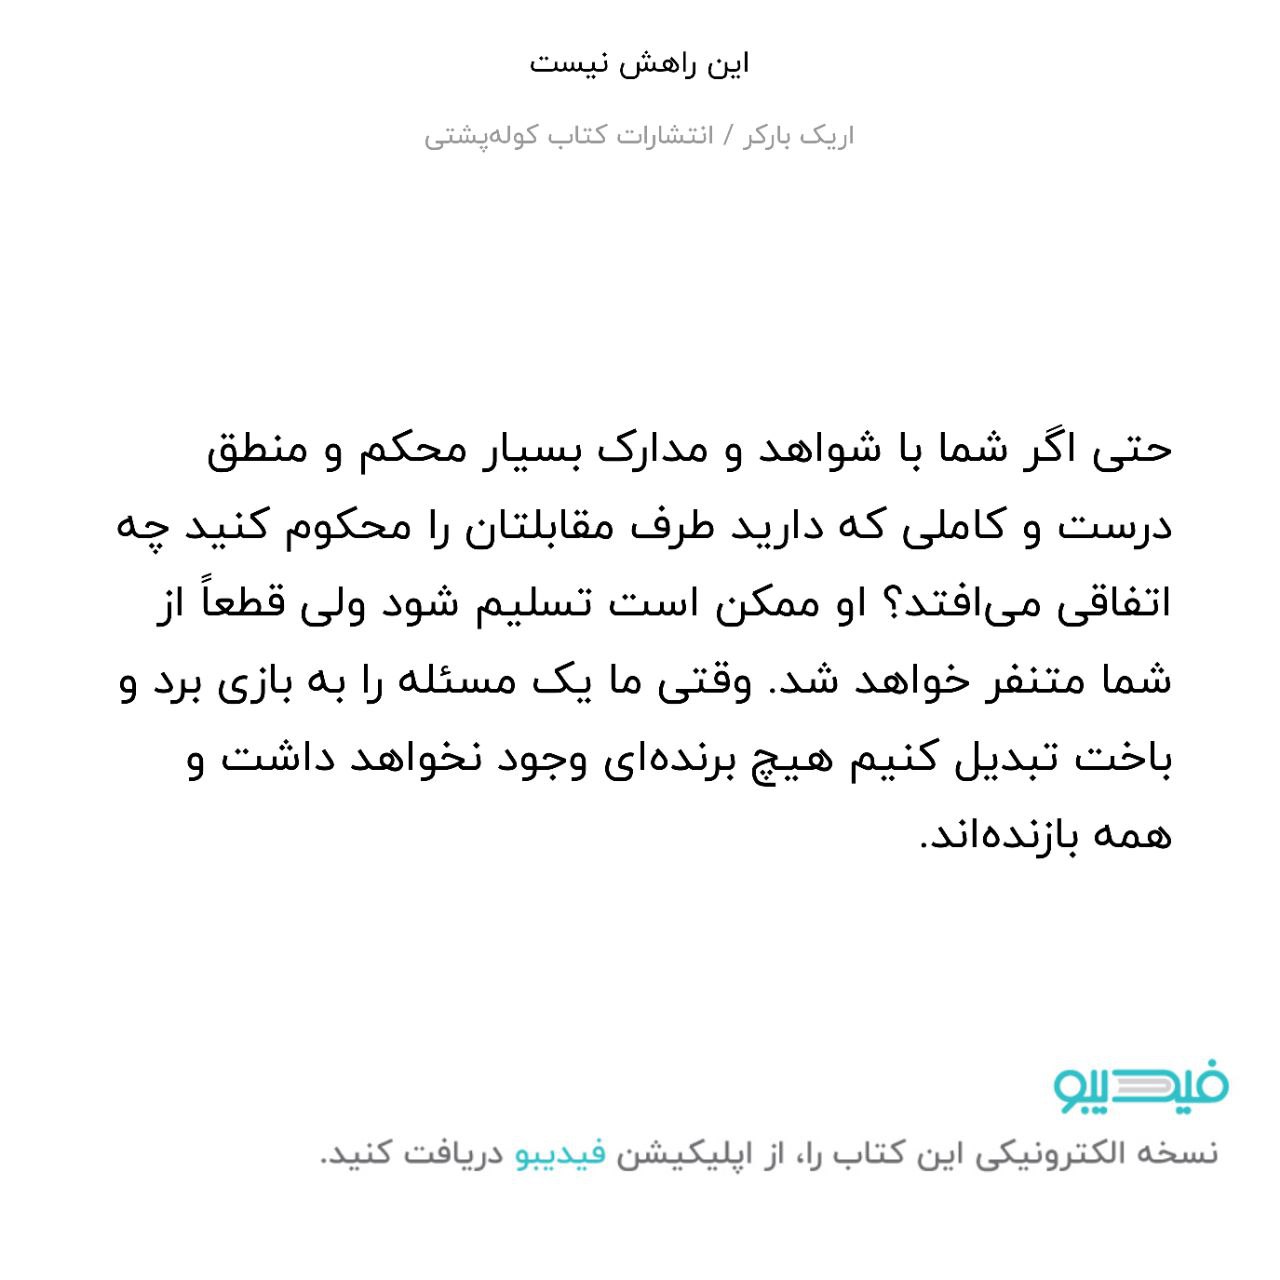 این راهش نیست
اریک بارکر / انتشارات کتاب کوله‌پشتی
حتی اگر شما با شواهد و مدارک بسیار محکم و منطق
درست و کاملی که دارید طرف مقابلتان را محکوم کنید چه
اتفاقی می‌افتد؟ او ممکن است تسلیم شود ولی قطعاً از
شما متنفر خواهد شد. وقتی ما یک مسئله را به بازی برد و
باخت تبدیل کنیم هیچ برنده‌ای وجود نخواهد داشت و
همه بازنده‌اند.
فیدیبو
نسخه الکترونیکی این کتاب را، از اپلیکیشن فیدیبو دریافت کنید.